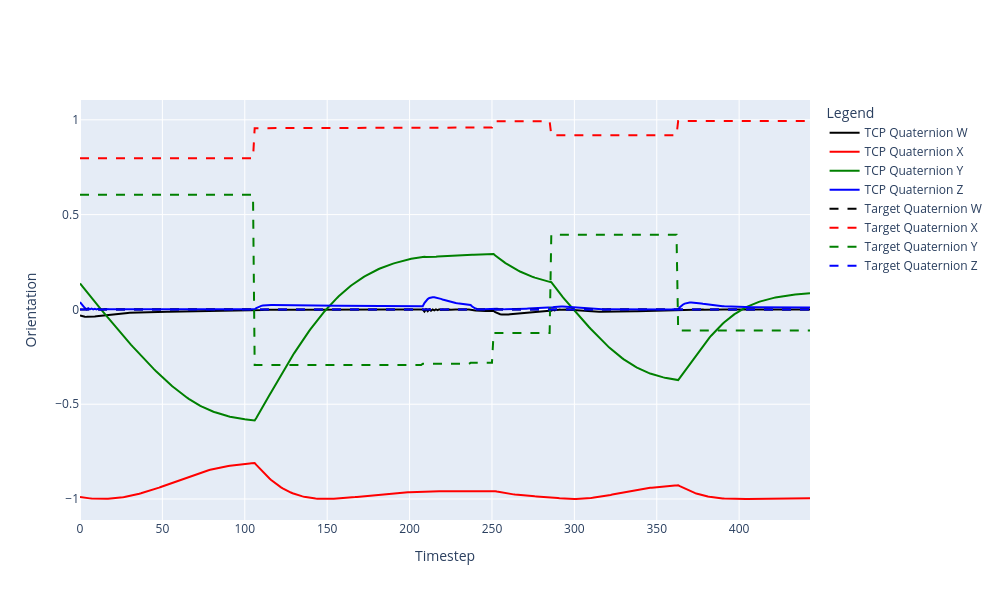 Legend
TCP Quaternion W
TCP Quaternion X
TCP Quaternion Y
TCP Quaternion Z
Target Quaternion W
Target Quaternion X
Target Quaternion Y
Target Quaternion Z
1
0.5
0
−0.5
−1
Orientation
0 50 100 150 200 250 300 350 400
Timestep